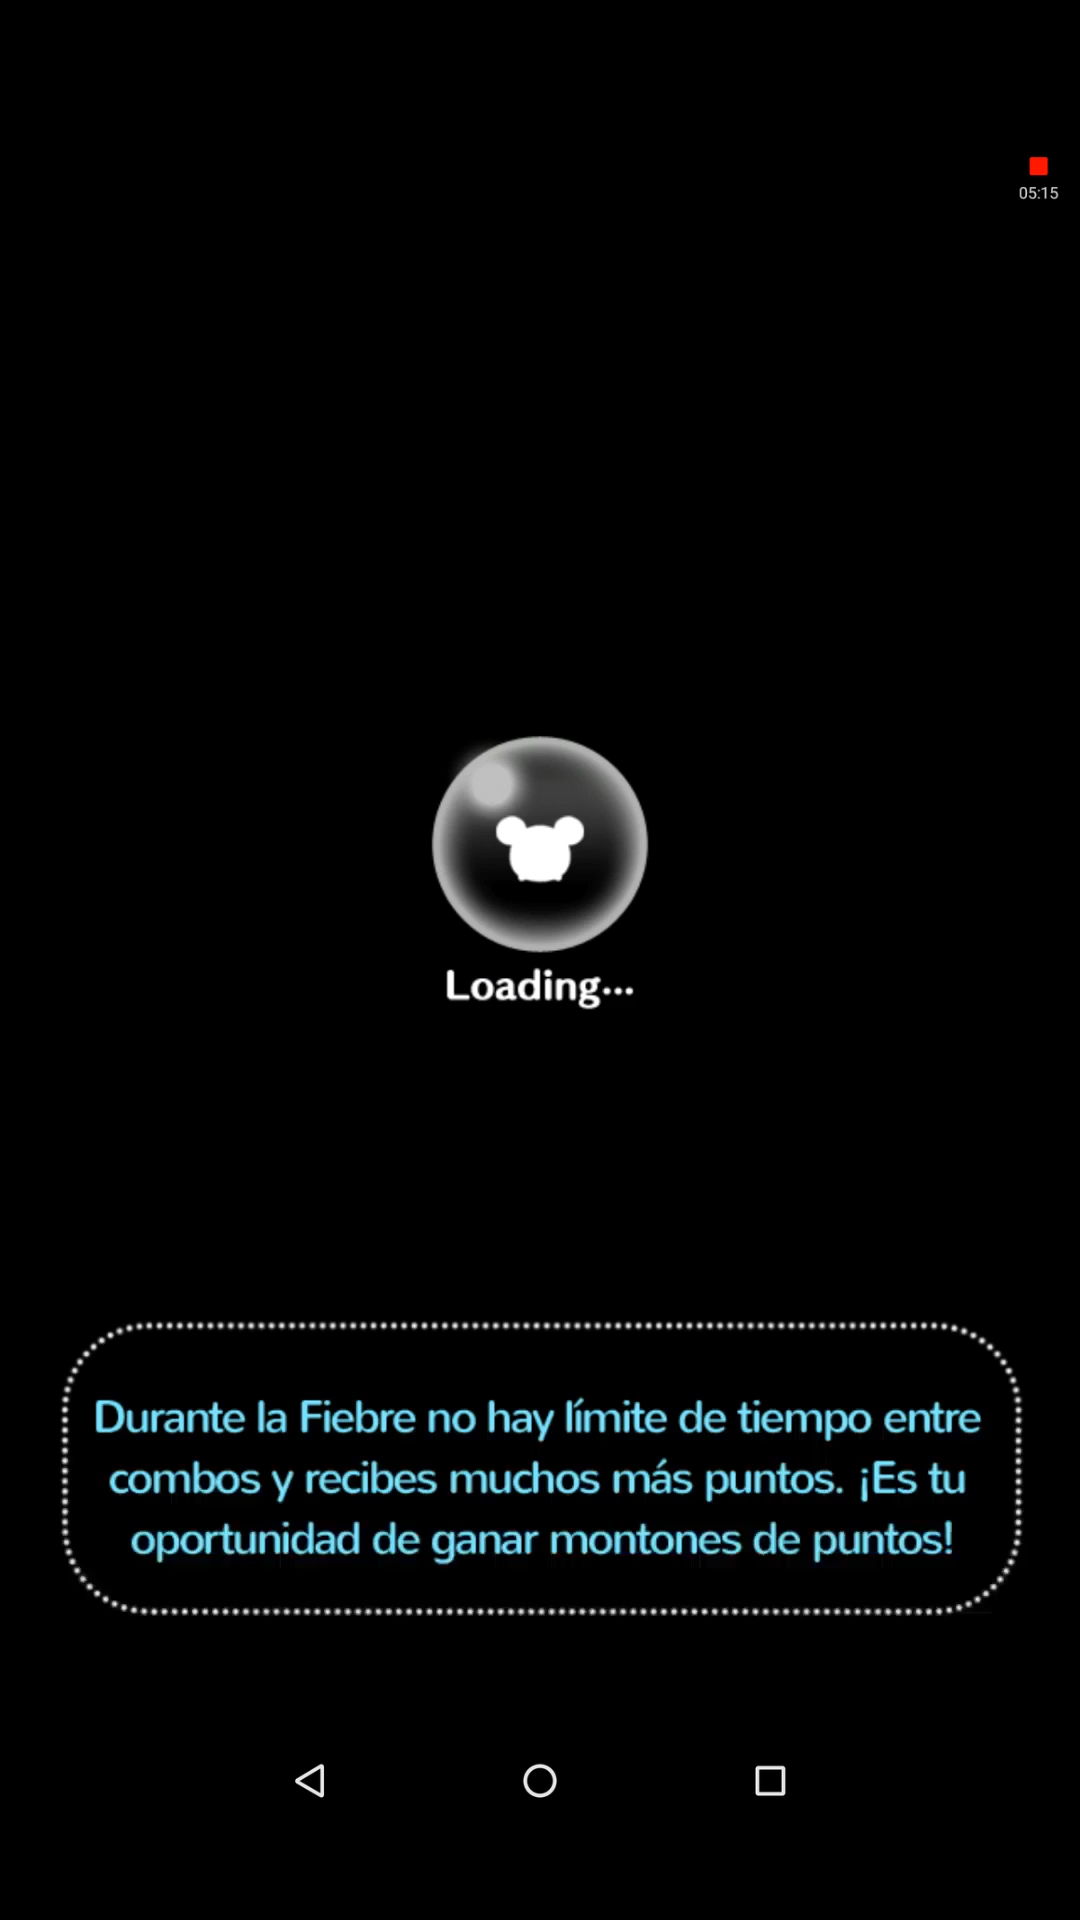 05:15
Loading...
Durante la Fiebre no hay límite de tiempo entre
combos y recibes muchos más puntos. ¡Es tu
oportunidad de ganar montones de puntos!